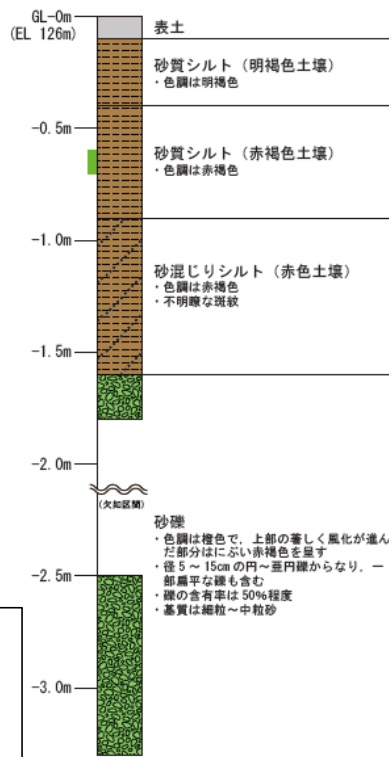 GL-0m
(EL 126m)
表土
砂質シルト（明褐色土壌）
・色調は明褐色
-0.5m
砂質シルト（赤褐色土壌）
・色調は赤褐色
-1.0m
砂混じりシルト（赤色土壌）
・色調は赤褐色
・不明瞭な斑紋
-1.5m
-2.0m
(欠如区間)
砂礫
・色調は橙色で，上部の著しく風化が進ん
だ部分はにぶい赤褐色を呈す
・径 5 ～ 15cm の円～亜円礫からなり，一
部扁平な礫も含む
・礫の含有率は 50% 程度
・基質は細粒～中粒砂
-2.5m
-3.0m